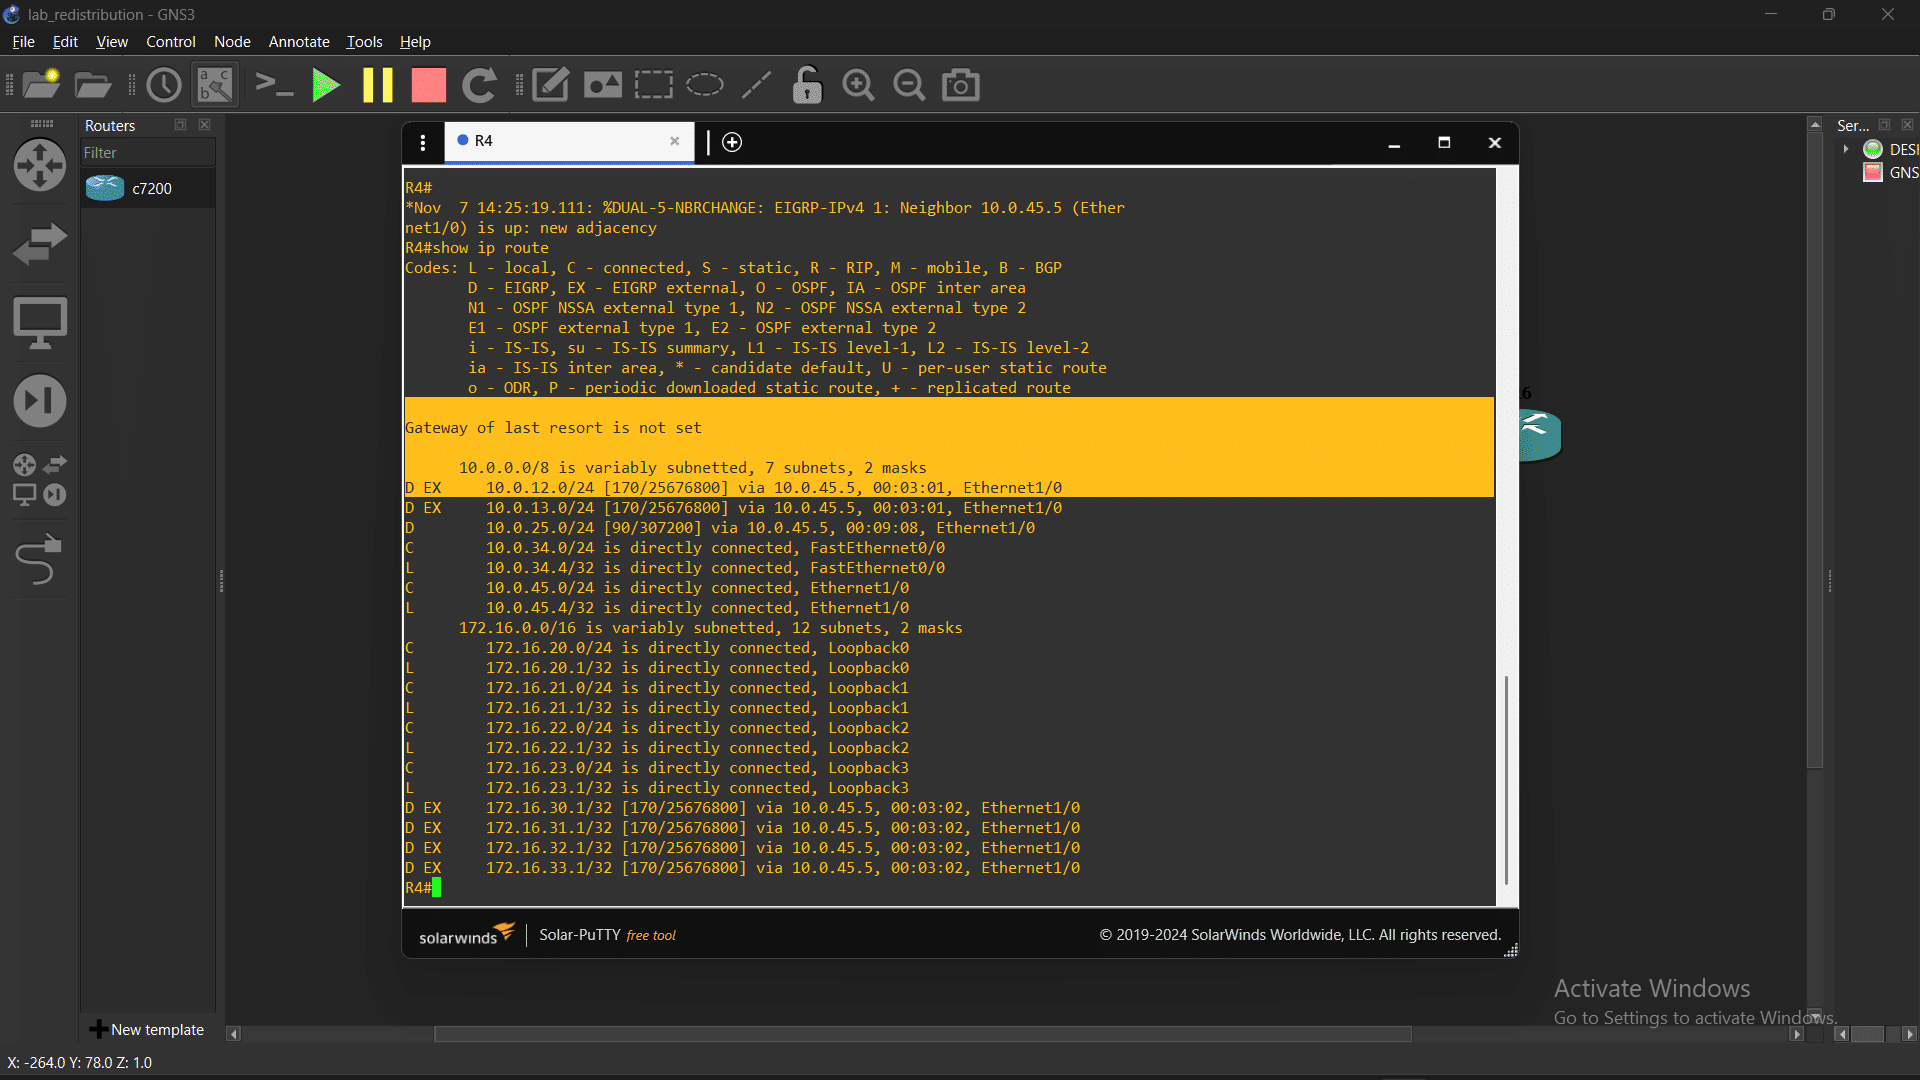 lab_redistribution - GNS3
File Edit View Control Node Annotate Tools Help
Routers
Filter
c7200
New template
X: -264.0 Y: 78.0 Z: 1.0
R4
R4#
*Nov  7 14:25:19.111: %DUAL-5-NBRCHANGE: EIGRP-IPv4 1: Neighbor 10.0.45.5 (Ether
net1/0) is up: new adjacency
R4#show ip route
Codes: L - local, C - connected, S - static, R - RIP, M - mobile, B - BGP
D - EIGRP, EX - EIGRP external, O - OSPF, IA - OSPF inter area
N1 - OSPF NSSA external type 1, N2 - OSPF NSSA external type 2
E1 - OSPF external type 1, E2 - OSPF external type 2
i - IS-IS, su - IS-IS summary, L1 - IS-IS level-1, L2 - IS-IS level-2
ia - IS-IS inter area, * - candidate default, U - per-user static route
o - ODR, P - periodic downloaded static route, + - replicated route
Gateway of last resort is not set
10.0.0.0/8 is variably subnetted, 7 subnets, 2 masks
D EX     10.0.12.0/24 [170/25676800] via 10.0.45.5, 00:03:01, Ethernet1/0
D EX     10.0.13.0/24 [170/25676800] via 10.0.45.5, 00:03:01, Ethernet1/0
D        10.0.25.0/24 [90/307200] via 10.0.45.5, 00:09:08, Ethernet1/0
C        10.0.34.0/24 is directly connected, FastEthernet0/0
L        10.0.34.4/32 is directly connected, FastEthernet0/0
C        10.0.45.0/24 is directly connected, Ethernet1/0
L        10.0.45.4/32 is directly connected, Ethernet1/0
172.16.0.0/16 is variably subnetted, 12 subnets, 2 masks
C        172.16.20.0/24 is directly connected, Loopback0
L        172.16.20.1/32 is directly connected, Loopback0
C        172.16.21.0/24 is directly connected, Loopback1
L        172.16.21.1/32 is directly connected, Loopback1
C        172.16.22.0/24 is directly connected, Loopback2
L        172.16.22.1/32 is directly connected, Loopback2
C        172.16.23.0/24 is directly connected, Loopback3
L        172.16.23.1/32 is directly connected, Loopback3
D EX     172.16.30.1/32 [170/25676800] via 10.0.45.5, 00:03:02, Ethernet1/0
D EX     172.16.31.1/32 [170/25676800] via 10.0.45.5, 00:03:02, Ethernet1/0
D EX     172.16.32.1/32 [170/25676800] via 10.0.45.5, 00:03:02, Ethernet1/0
D EX     172.16.33.1/32 [170/25676800] via 10.0.45.5, 00:03:02, Ethernet1/0
R4#
solarwinds
Solar-PuTTY free tool
© 2019-2024 SolarWinds Worldwide, LLC. All rights reserved.
Ser...
DESI
GNS
Activate Windows
Go to Settings to activate Windows.